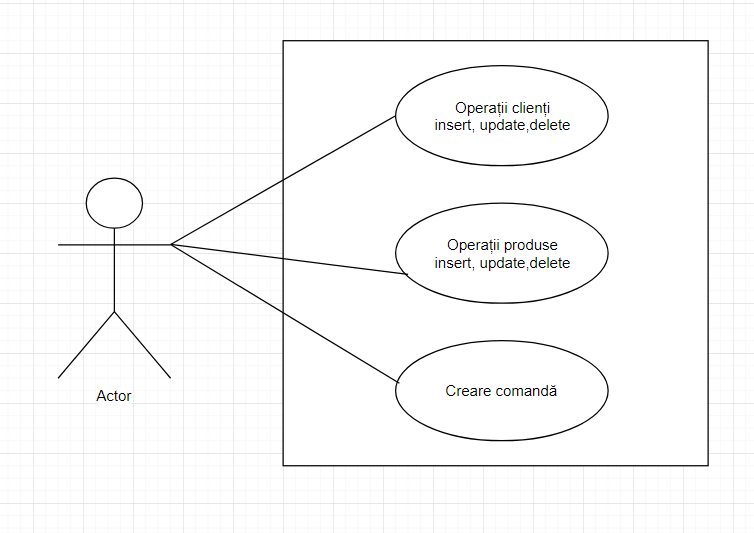 Operații clienți
insert, update,delete
Operații produse
insert, update,delete
Creare comandă
Actor